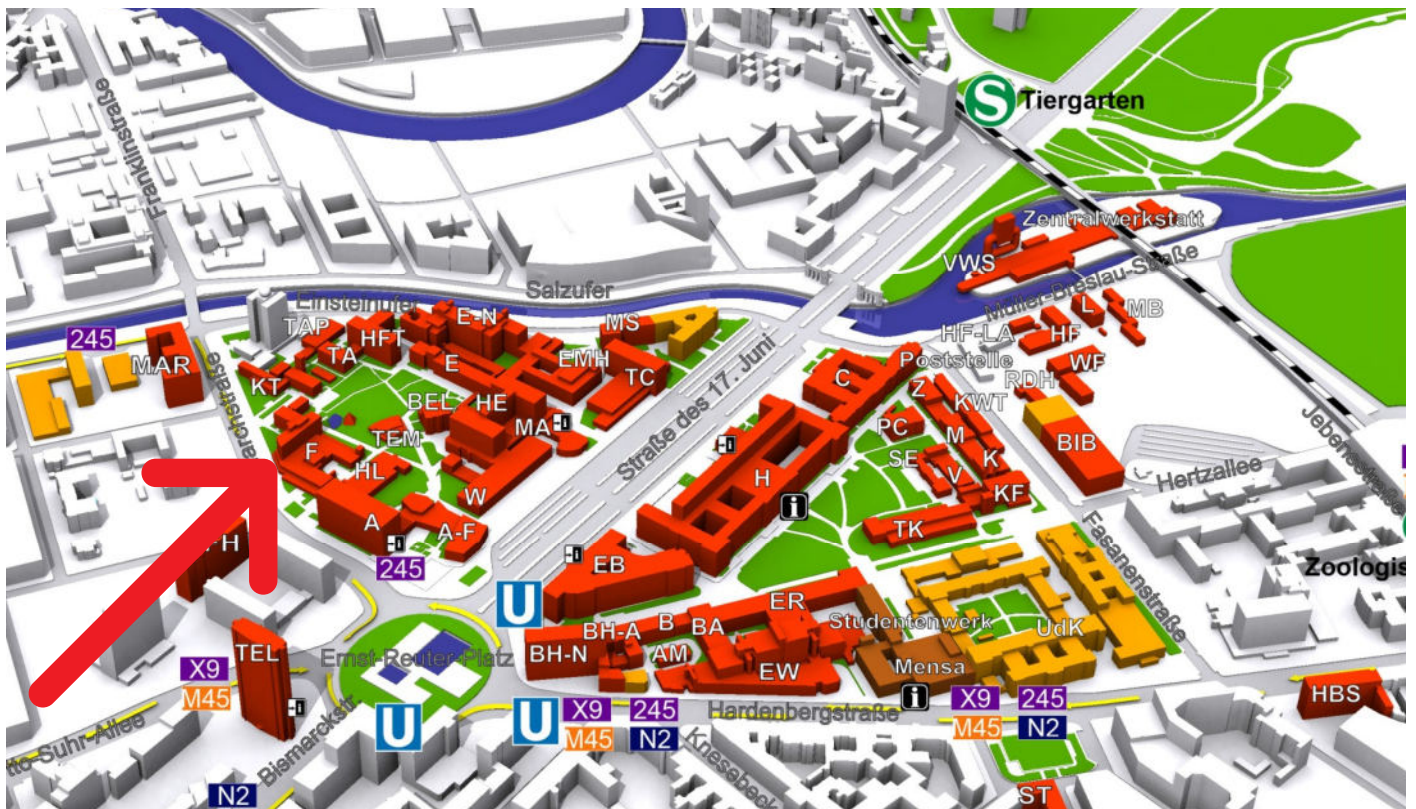 Franklinstraße
S
Tiergarten
Zentralwerkstatt
VWS
Müller-Breslau-Straße
Einsteinufer
Salzufer
L
MB
TAP
E-N
MS
HF-LA
HF
245
HFT
TA
MAR
E
EMH
Poststelle
WF
KT
TC
C
RDH
Straße des 17. Juni
BEL
HE
Z
KWT
MA
i
PC
M
TEM
i
BIB
F
SE
K
Jebensstraße
HL
V
Hertzallee
W
H
KF
i
A
A-F
TK
i
Fasanenstraße
245
i
EB
U
ER
B
BA
BH-A
Studentenwerk
UdK
BH-N
AM
TEL
Ernst-Reuter-Platz
EW
Mensa
X9
M45
i
i
HBS
X9
245
M45
N2
U
U
X9
245
M45
N2
Hardenbergstraße
Bismarckstr.
N2
ST